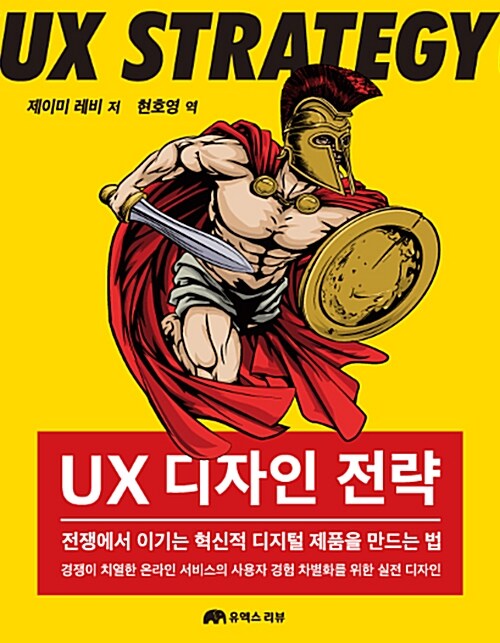 UX STRATEGY
제이미 레비 저 현호영 역
UX 디자인 전략
전쟁에서 이기는 혁신적 디지털 제품을 만드는 법
경쟁이 치열한 온라인 서비스의 사용자 경험 차별화를 위한 실전 디자인
유엑스 리뷰